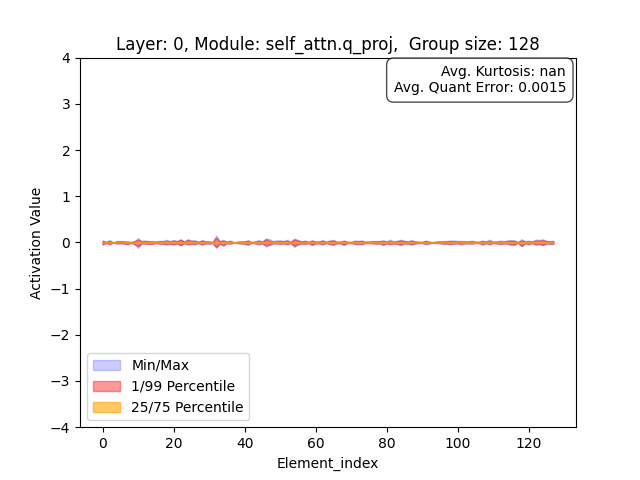 Layer: 0, Module: self_attn.q_proj,  Group size: 128
Avg. Kurtosis: nan
Avg. Quant Error: 0.0015
4
3
2
1
0
−1
−2
−3
−4
Activation Value
Min/Max
1/99 Percentile
25/75 Percentile
0
20
40
60
80
100
120
Element_index